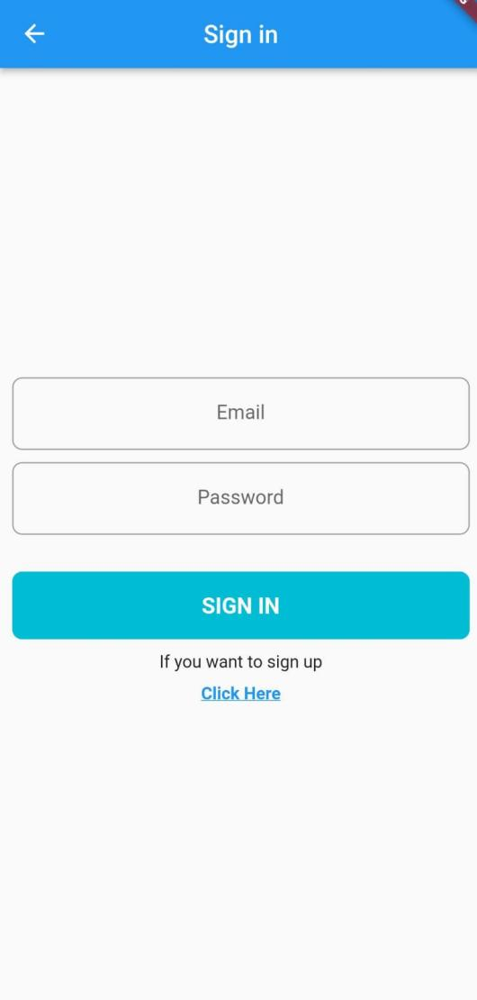 Sign in
Email
Password
SIGN IN
If you want to sign up
Click Here